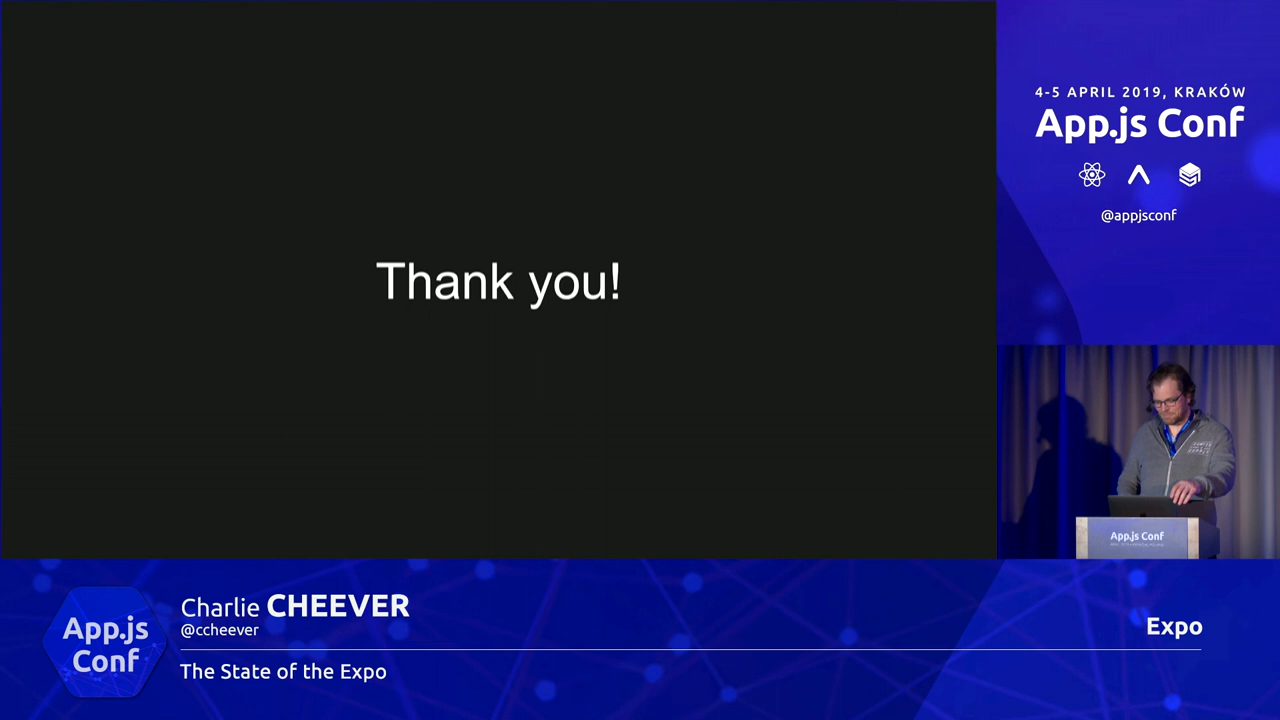 Thank you!
4-5 APRIL 2019, KRAKÓW
App.js Conf
@appjsconf
App.js Conf
App.js
Conf
Charlie CHEEVER
@ccheever
The State of the Expo
Expo